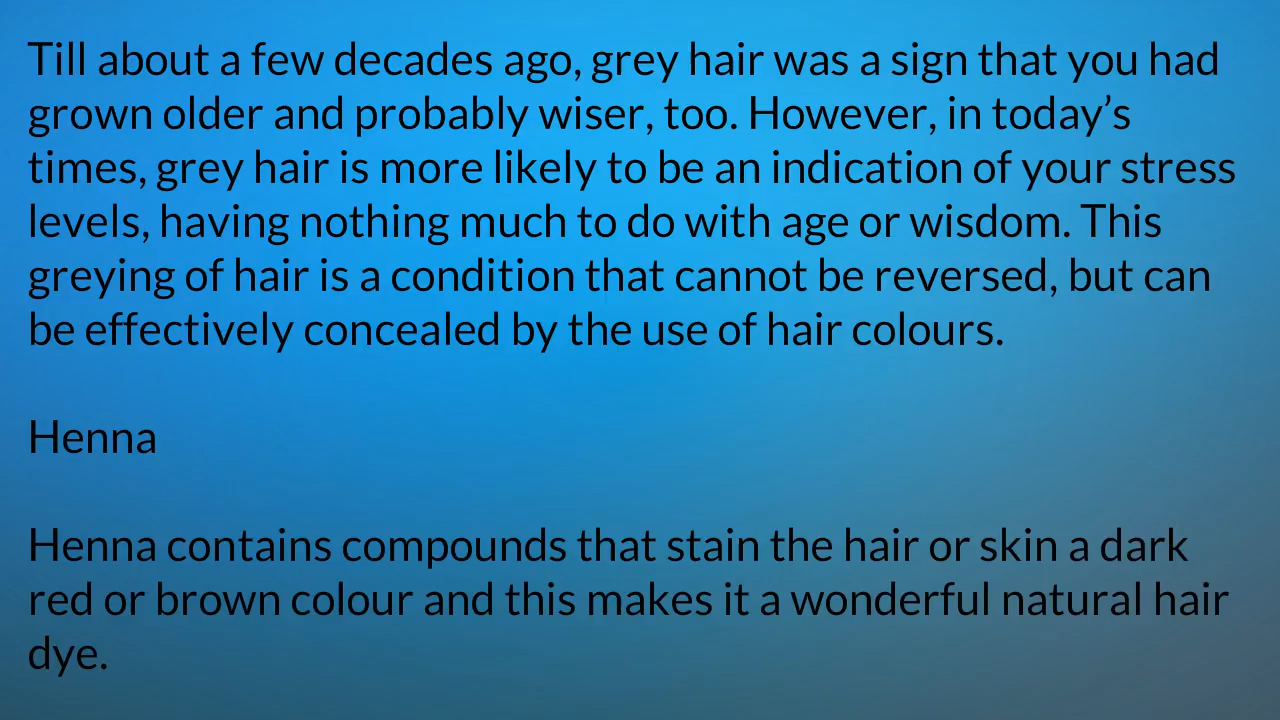 Till about a few decades ago, grey hair was a sign that you had
grown older and probably wiser, too. However, in today’s
times, grey hair is more likely to be an indication of your stress
levels, having nothing much to do with age or wisdom. This
greying of hair is a condition that cannot be reversed, but can
be effectively concealed by the use of hair colours.
Henna
Henna contains compounds that stain the hair or skin a dark
red or brown colour and this makes it a wonderful natural hair
dye.